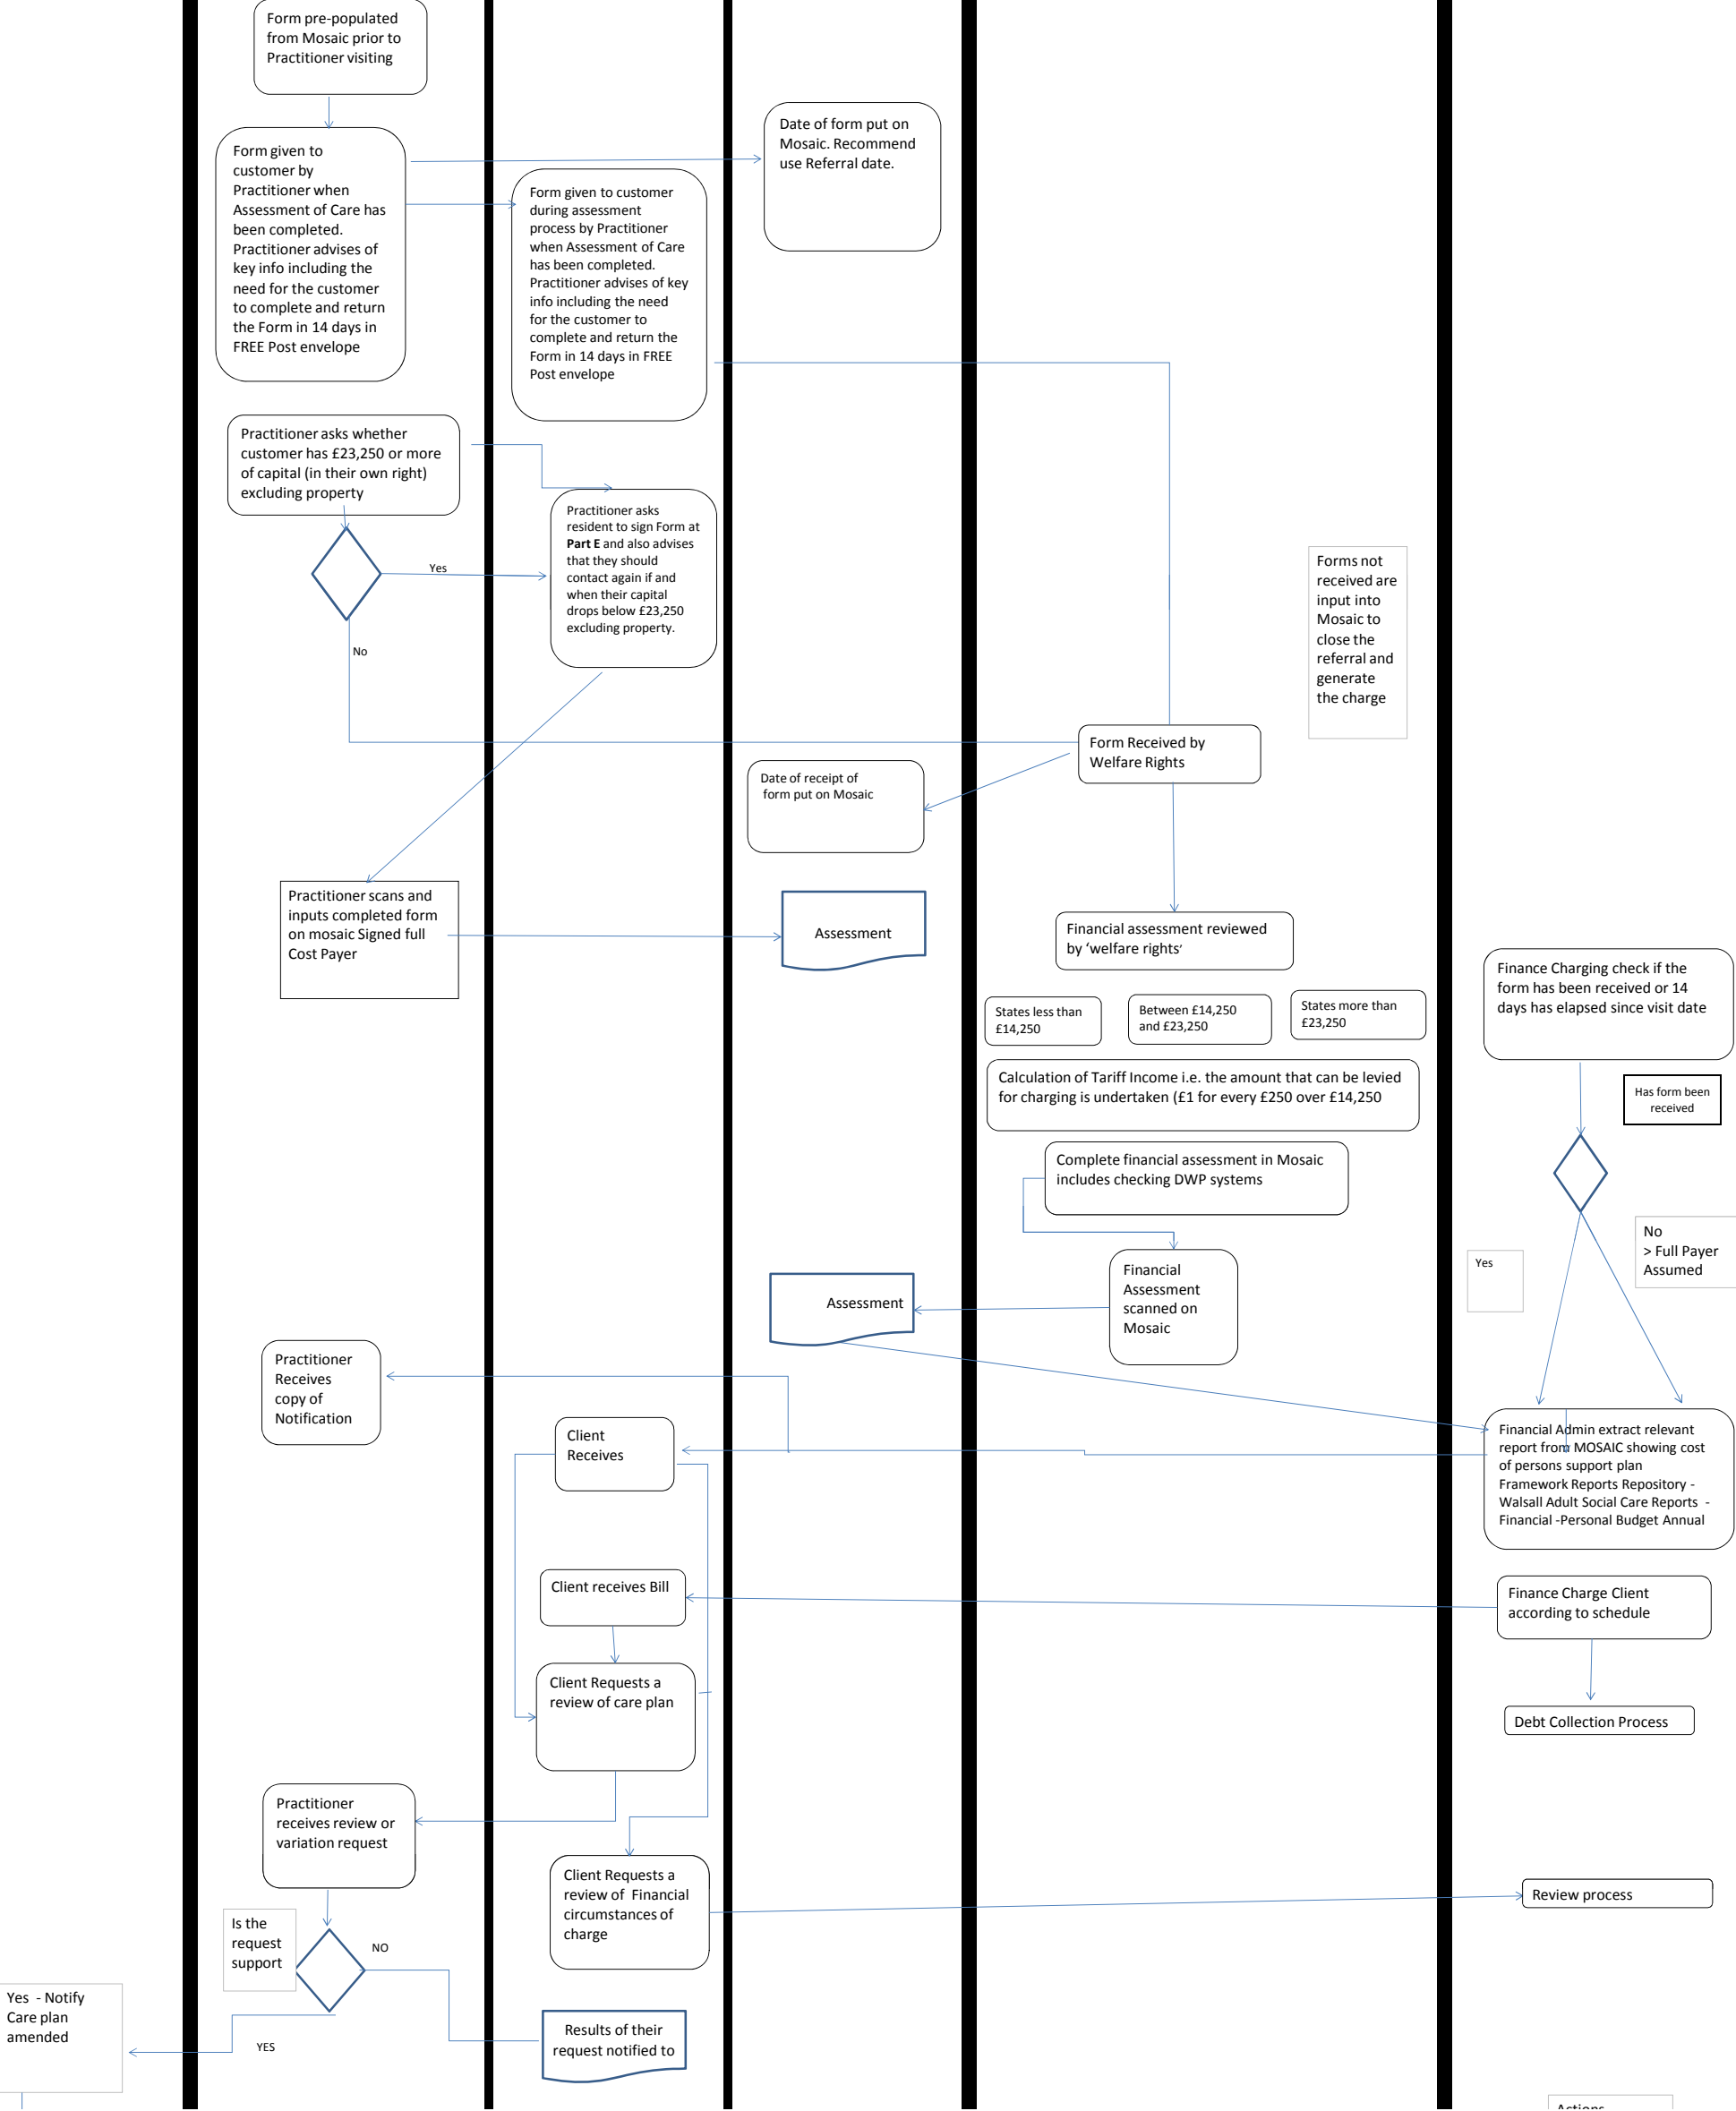 Form pre-populated
from Mosaic prior to
Practitioner visiting
Form given to
customer by
Practitioner when
Assessment of Care has
been completed.
Practitioner advises of
key info including the
need for the customer
to complete and return
the Form in 14 days in
FREE Post envelope
Form given to customer
during assessment
process by Practitioner
when Assessment of Care
has been completed.
Practitioner advises of key
info including the need
for the customer to
complete and return the
Form in 14 days in FREE
Post envelope
Date of form put on
Mosaic. Recommend
use Referral date.
Practitioner asks whether
customer has £23,250 or more
of capital (in their own right)
excluding property
Yes
No
Practitioner asks
resident to sign Form at
Part E and also advises
that they should
contact again if and
when their capital
drops below £23,250
excluding property.
Forms not
received are
input into
Mosaic to
close the
referral and
generate
the charge
Form Received by
Welfare Rights
Date of receipt of
form put on Mosaic
Practitioner scans and
inputs completed form
on mosaic Signed full
Cost Payer
Assessment
Financial assessment reviewed
by ‘welfare rights’
States less than
£14,250
Between £14,250
and £23,250
States more than
£23,250
Calculation of Tariff Income i.e. the amount that can be levied
for charging is undertaken (£1 for every £250 over £14,250
Complete financial assessment in Mosaic
includes checking DWP systems
Financial
Assessment
scanned on
Mosaic
Assessment
Finance Charging check if the
form has been received or 14
days has elapsed since visit date
Has form been
received
Yes
No
> Full Payer
Assumed
Practitioner
Receives
copy of
Notification
Client
Receives
Financial Admin extract relevant
report from MOSAIC showing cost
of persons support plan
Framework Reports Repository -
Walsall Adult Social Care Reports -
Financial -Personal Budget Annual
Client receives Bill
Finance Charge Client
according to schedule
Client Requests a
review of care plan
Debt Collection Process
Practitioner
receives review or
variation request
Client Requests a
review of Financial
circumstances of
charge
Review process
Is the
request
support
NO
YES
Yes - Notify
Care plan
amended
Results of their
request notified to
Actions